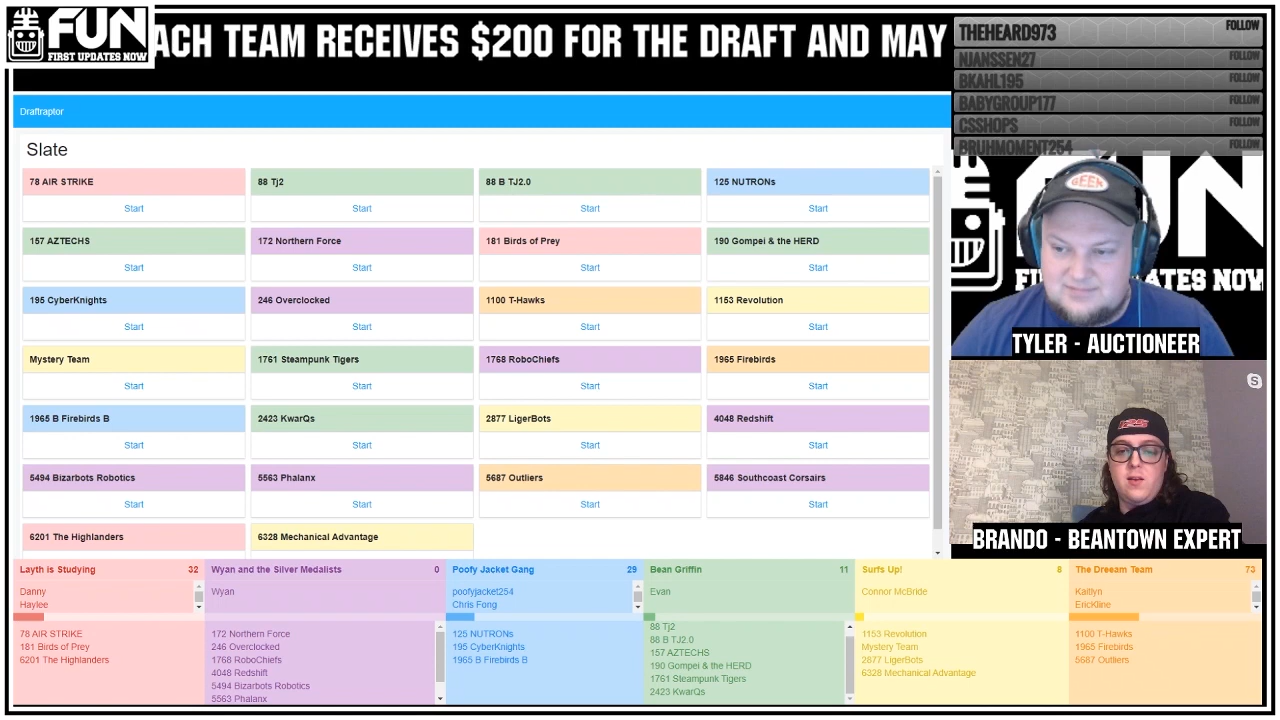 FUN
FIRST UPDATES NOW
ACH TEAM RECEIVES $200 FOR THE DRAFT AND MAY
THEHEARD973 FOLLOW
NJANSSEN27 FOLLOW
BKAHL195 FOLLOW
BABYGROUP177 FOLLOW
CSSHOPS FOLLOW
BRUHMOMENT254 FOLLOW
Draftraptor
Slate
78 AIR STRIKE
88 Tj2
88 B TJ2.0
125 NUTRONs
Start
Start
Start
Start
157 AZTECHS
172 Northern Force
181 Birds of Prey
190 Gompei & the HERD
Start
Start
Start
Start
195 CyberKnights
246 Overclocked
1100 T-Hawks
1153 Revolution
Start
Start
Start
Start
Mystery Team
1761 Steampunk Tigers
1768 RoboChiefs
1965 Firebirds
Start
Start
Start
Start
1965 B Firebirds B
2423 KwarQs
2877 LigerBots
4048 Redshift
Start
Start
Start
Start
5494 Bizarbots Robotics
5563 Phalanx
5687 Outliers
5846 Southcoast Corsairs
Start
Start
Start
Start
6201 The Highlanders
6328 Mechanical Advantage
GEEK
TYLER - AUCTIONEER
BRANDO - BEANTOWN EXPERT
Layth is Studying 32
Danny
Haylee
78 AIR STRIKE
181 Birds of Prey
6201 The Highlanders
Wyan and the Silver Medalists 0
Wyan
172 Northern Force
246 Overclocked
1768 RoboChiefs
4048 Redshift
5494 Bizarbots Robotics
5563 Phalanx
Poofy Jacket Gang 29
poofyjacket254
Chris Fong
125 NUTRONs
195 CyberKnights
1965 B Firebirds B
Bean Griffin 11
Evan
88 Tj2
88 B TJ2.0
157 AZTECHS
190 Gompei & the HERD
1761 Steampunk Tigers
2423 KwarQs
Surfs Up! 8
Connor McBride
1153 Revolution
Mystery Team
2877 LigerBots
6328 Mechanical Advantage
The Dreeam Team 73
Kaitlyn
EricKline
1100 T-Hawks
1965 Firebirds
5687 Outliers